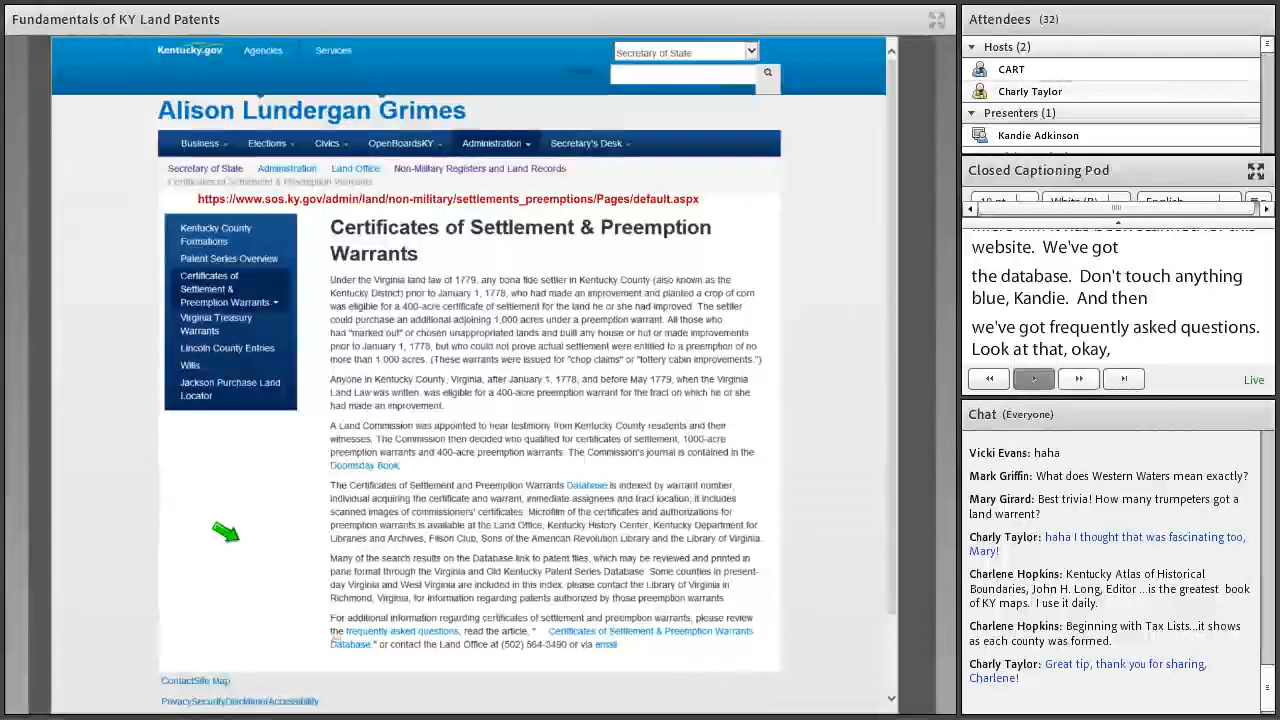 Fundamentals of KY Land Patents
Kentucky.gov Agencies Services
Secretary of State
Alison Lundergan Grimes
Business Elections Civics OpenBoardsKY Administration Secretary's Desk
Secretary of State Administration Land Office Non-Military Registers and Land Records
Certificates of Settlement & Preemption Warrants
https://www.sos.ky.gov/admin/land/non-military/settlements_preemptions/Pages/default.aspx
Kentucky County
Formations
Patent Series Overview
Certificates of
Settlement &
Preemption Warrants
Virginia Treasury
Warrants
Lincoln County Entries
Wills
Jackson Purchase Land
Locator
Certificates of Settlement & Preemption
Warrants
Under the Virginia land law of 1779, any bona fide settler in Kentucky County (also known as the
Kentucky District) prior to January 1, 1778, who had made an improvement and planted a crop of corn
was eligible for a 400-acre certificate of settlement for the land he or she had improved. The settler
could purchase an additional adjoining 1,000 acres under a preemption warrant. All those who
had "marked out" or chosen unappropriated lands and built any house or hut or made improvements
prior to January 1, 1778, but who could not prove actual settlement were entitled to a preemption of no
more than 1,000 acres. (These warrants were issued for "chop claims" or "lottery cabin improvements.")
Anyone in Kentucky County, Virginia, after January 1, 1778, and before May 1779, when the Virginia
Land Law was written, was eligible for a 400-acre preemption warrant for the tract on which he or she
had made an improvement.
A Land Commission was appointed to hear testimony from Kentucky County residents and their
witnesses. The Commission then decided who qualified for certificates of settlement, 1000-acre
preemption warrants and 400-acre preemption warrants. The Commission's journal is contained in the
Doomsday Book.
The Certificates of Settlement and Preemption Warrants Database is indexed by warrant number,
individual acquiring the certificate and warrant, immediate assignees and tract location; it includes
scanned images of commissioners' certificates. Microfilm of the certificates and authorizations for
preemption warrants is available at the Land Office, Kentucky History Center, Kentucky Department for
Libraries and Archives, Filson Club, Sons of the American Revolution Library and the Library of Virginia.
Many of the search results on the Database link to patent files, which may be reviewed and printed in
pane format through the Virginia and Old Kentucky Patent Series Database. Some counties in present-
day Virginia and West Virginia are included in this index; please contact the Library of Virginia in
Richmond, Virginia, for information regarding patents authorized by those preemption warrants.
For additional information regarding certificates of settlement and preemption warrants, please review
the frequently asked questions, read the article, " Certificates of Settlement & Preemption Warrants
Database," or contact the Land Office at (502) 564-3490 or via email
ContactSite Map
PrivacySecurityDisclaimerAccessibility
Attendees (32)
Hosts (2)
CART
Charly Taylor
Presenters (1)
Kandie Adkinson
Closed Captioning Pod
website. We've got
the database. Don't touch anything
blue, Kandie. And then
we've got frequently asked questions.
Look at that, okay,
Live
Chat (Everyone)
Vicki Evans: haha
Mark Griffin: what does Western Waters mean exactly?
Mary Girard: Best trivia! How many trumpeters got a
land wrrent?
Charly Taylor: haha I thought that was fascinating too,
Mary!
Charlene Hopkins: Kentucky Atlas of Historical
Boundaries, John H. Long, Editor ...is the greatest book
of KY maps. I use it daily.
Charlene Hopkins: Beginning with Tax Lists...it shows
as each county was formed.
Charly Taylor: Great tip, thank you for sharing,
Charlene!